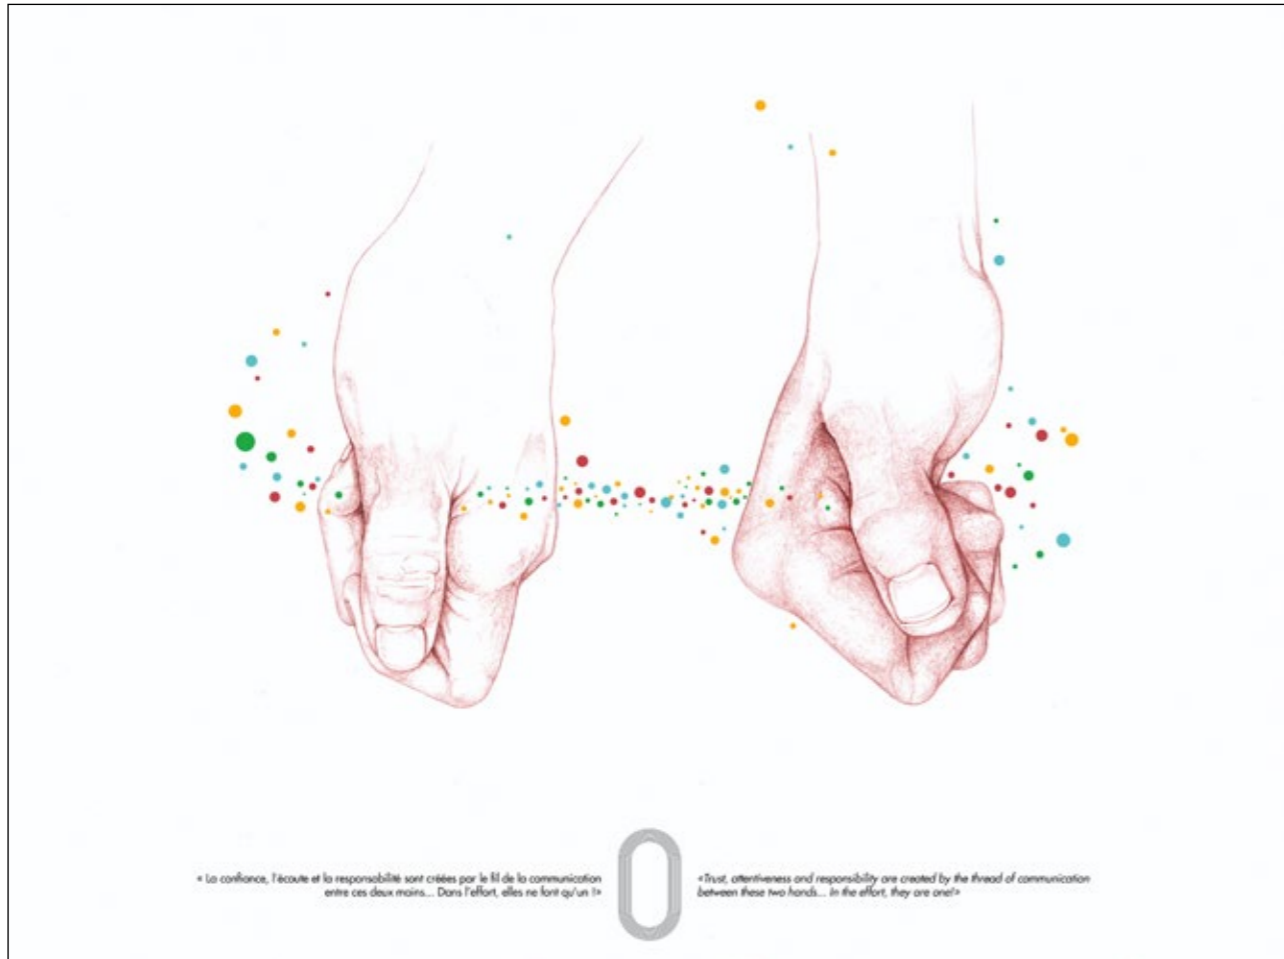 « La confiance, l'écoute et la responsabilité sont créées par le fil de la communication
entre ces deux mains... Dans l'effort, elles ne font qu'un !»
«Trust, attentiveness and responsibility are created by the thread of communication
between these two hands... In the effort, they are one!»